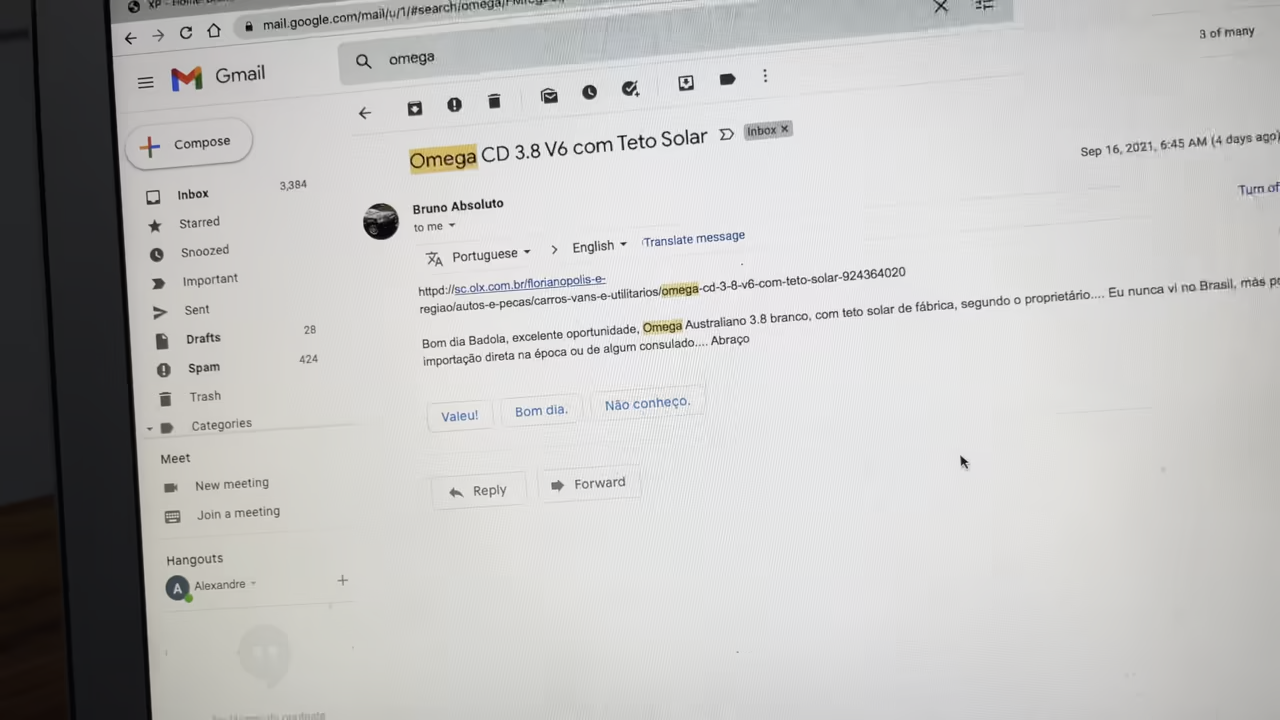 mail.google.com/mail/u/1/#search/omega/
Gmail
omega
3 of many
Compose
Omega CD 3.8 V6 com Teto Solar
Inbox ×
Sep 16, 2021, 6:45 AM (4 days ago)
Inbox 3,384
Starred
Snoozed
Important
Sent
Drafts 28
Spam 424
Trash
Categories
Bruno Absoluto
to me
Turn of
Portuguese > English Translate message
httpd://sc.olx.com.br/florianopolis-e-
regiao/autos-e-pecas/carros-vans-e-utilitarios/omega-cd-3-8-v6-com-teto-solar-924364020
Bom dia Badola, excelente oportunidade, Omega Australiano 3.8 branco, com teto solar de fábrica, segundo o proprietário.... Eu nunca vi no Brasil, más po
importação direta na época ou de algum consulado.... Abraço
Valeu! Bom dia. Não conheço.
Reply Forward
Meet
New meeting
Join a meeting
Hangouts
A Alexandre +